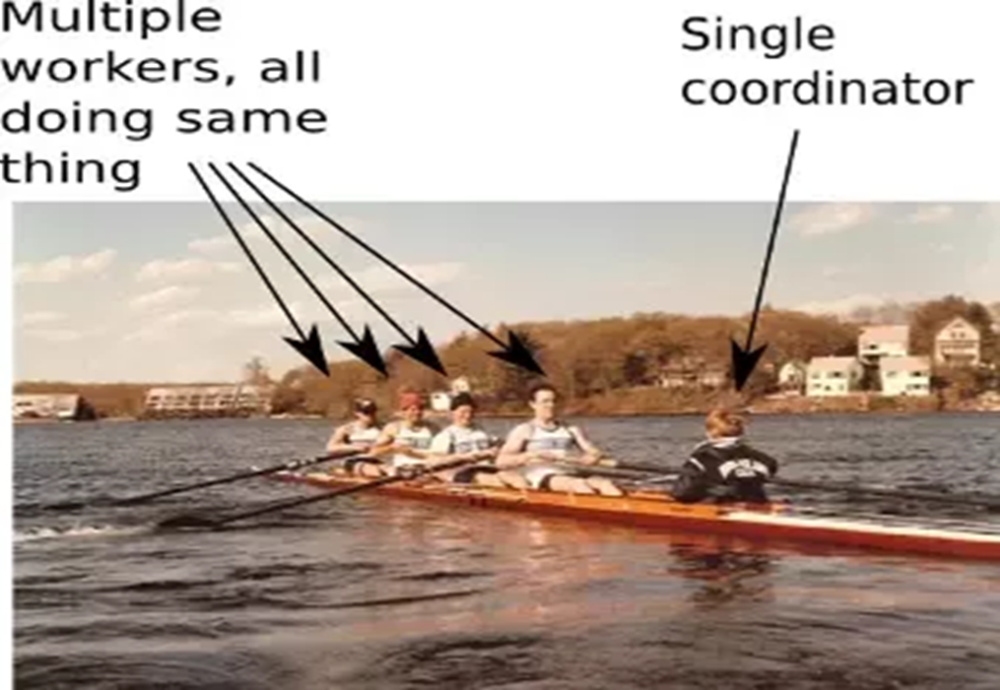 Multiple
workers, all
doing same
thing
Single
coordinator